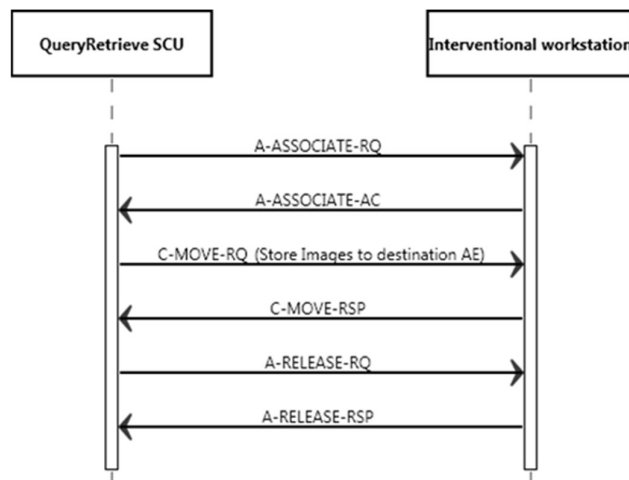 QueryRetrieve SCU
Interventional workstation
A-ASSOCIATE-RQ
A-ASSOCIATE-AC
C-MOVE-RQ (Store Images to destination AE)
C-MOVE-RSP
A-RELEASE-RQ
A-RELEASE-RSP